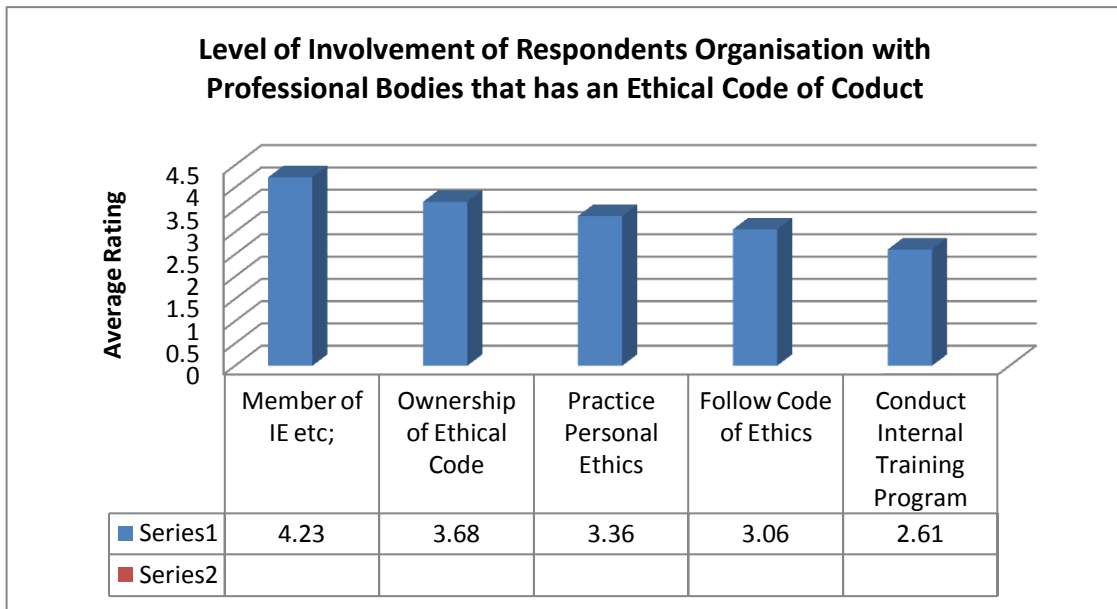 Level of Involvement of Respondents Organisation with
Professional Bodies that has an Ethical Code of Coduct
Average Rating
4.5
4
3.5
3
2.5
2
1.5
1
0.5
0
Member of IE etc;
Ownership of Ethical Code
Practice Personal Ethics
Follow Code of Ethics
Conduct Internal Training Program
Series1 4.23 3.68 3.36 3.06 2.61
Series2